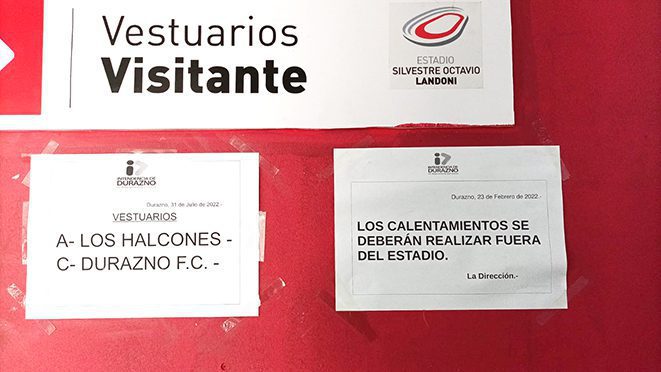 Vestuarios
Visitante
ESTADIO
SILVESTRE OCTAVIO
LANDONI
INTENDENCIA DE
DURAZNO
Durazno, 31 de Julio de 2022.-
VESTUARIOS
A- LOS HALCONES -
C- DURAZNO F.C. -
INTENDENCIA DE
DURAZNO
Durazno, 23 de Febrero de 2022.-
LOS CALENTAMIENTOS SE
DEBERÁN REALIZAR FUERA
DEL ESTADIO.
La Dirección.-